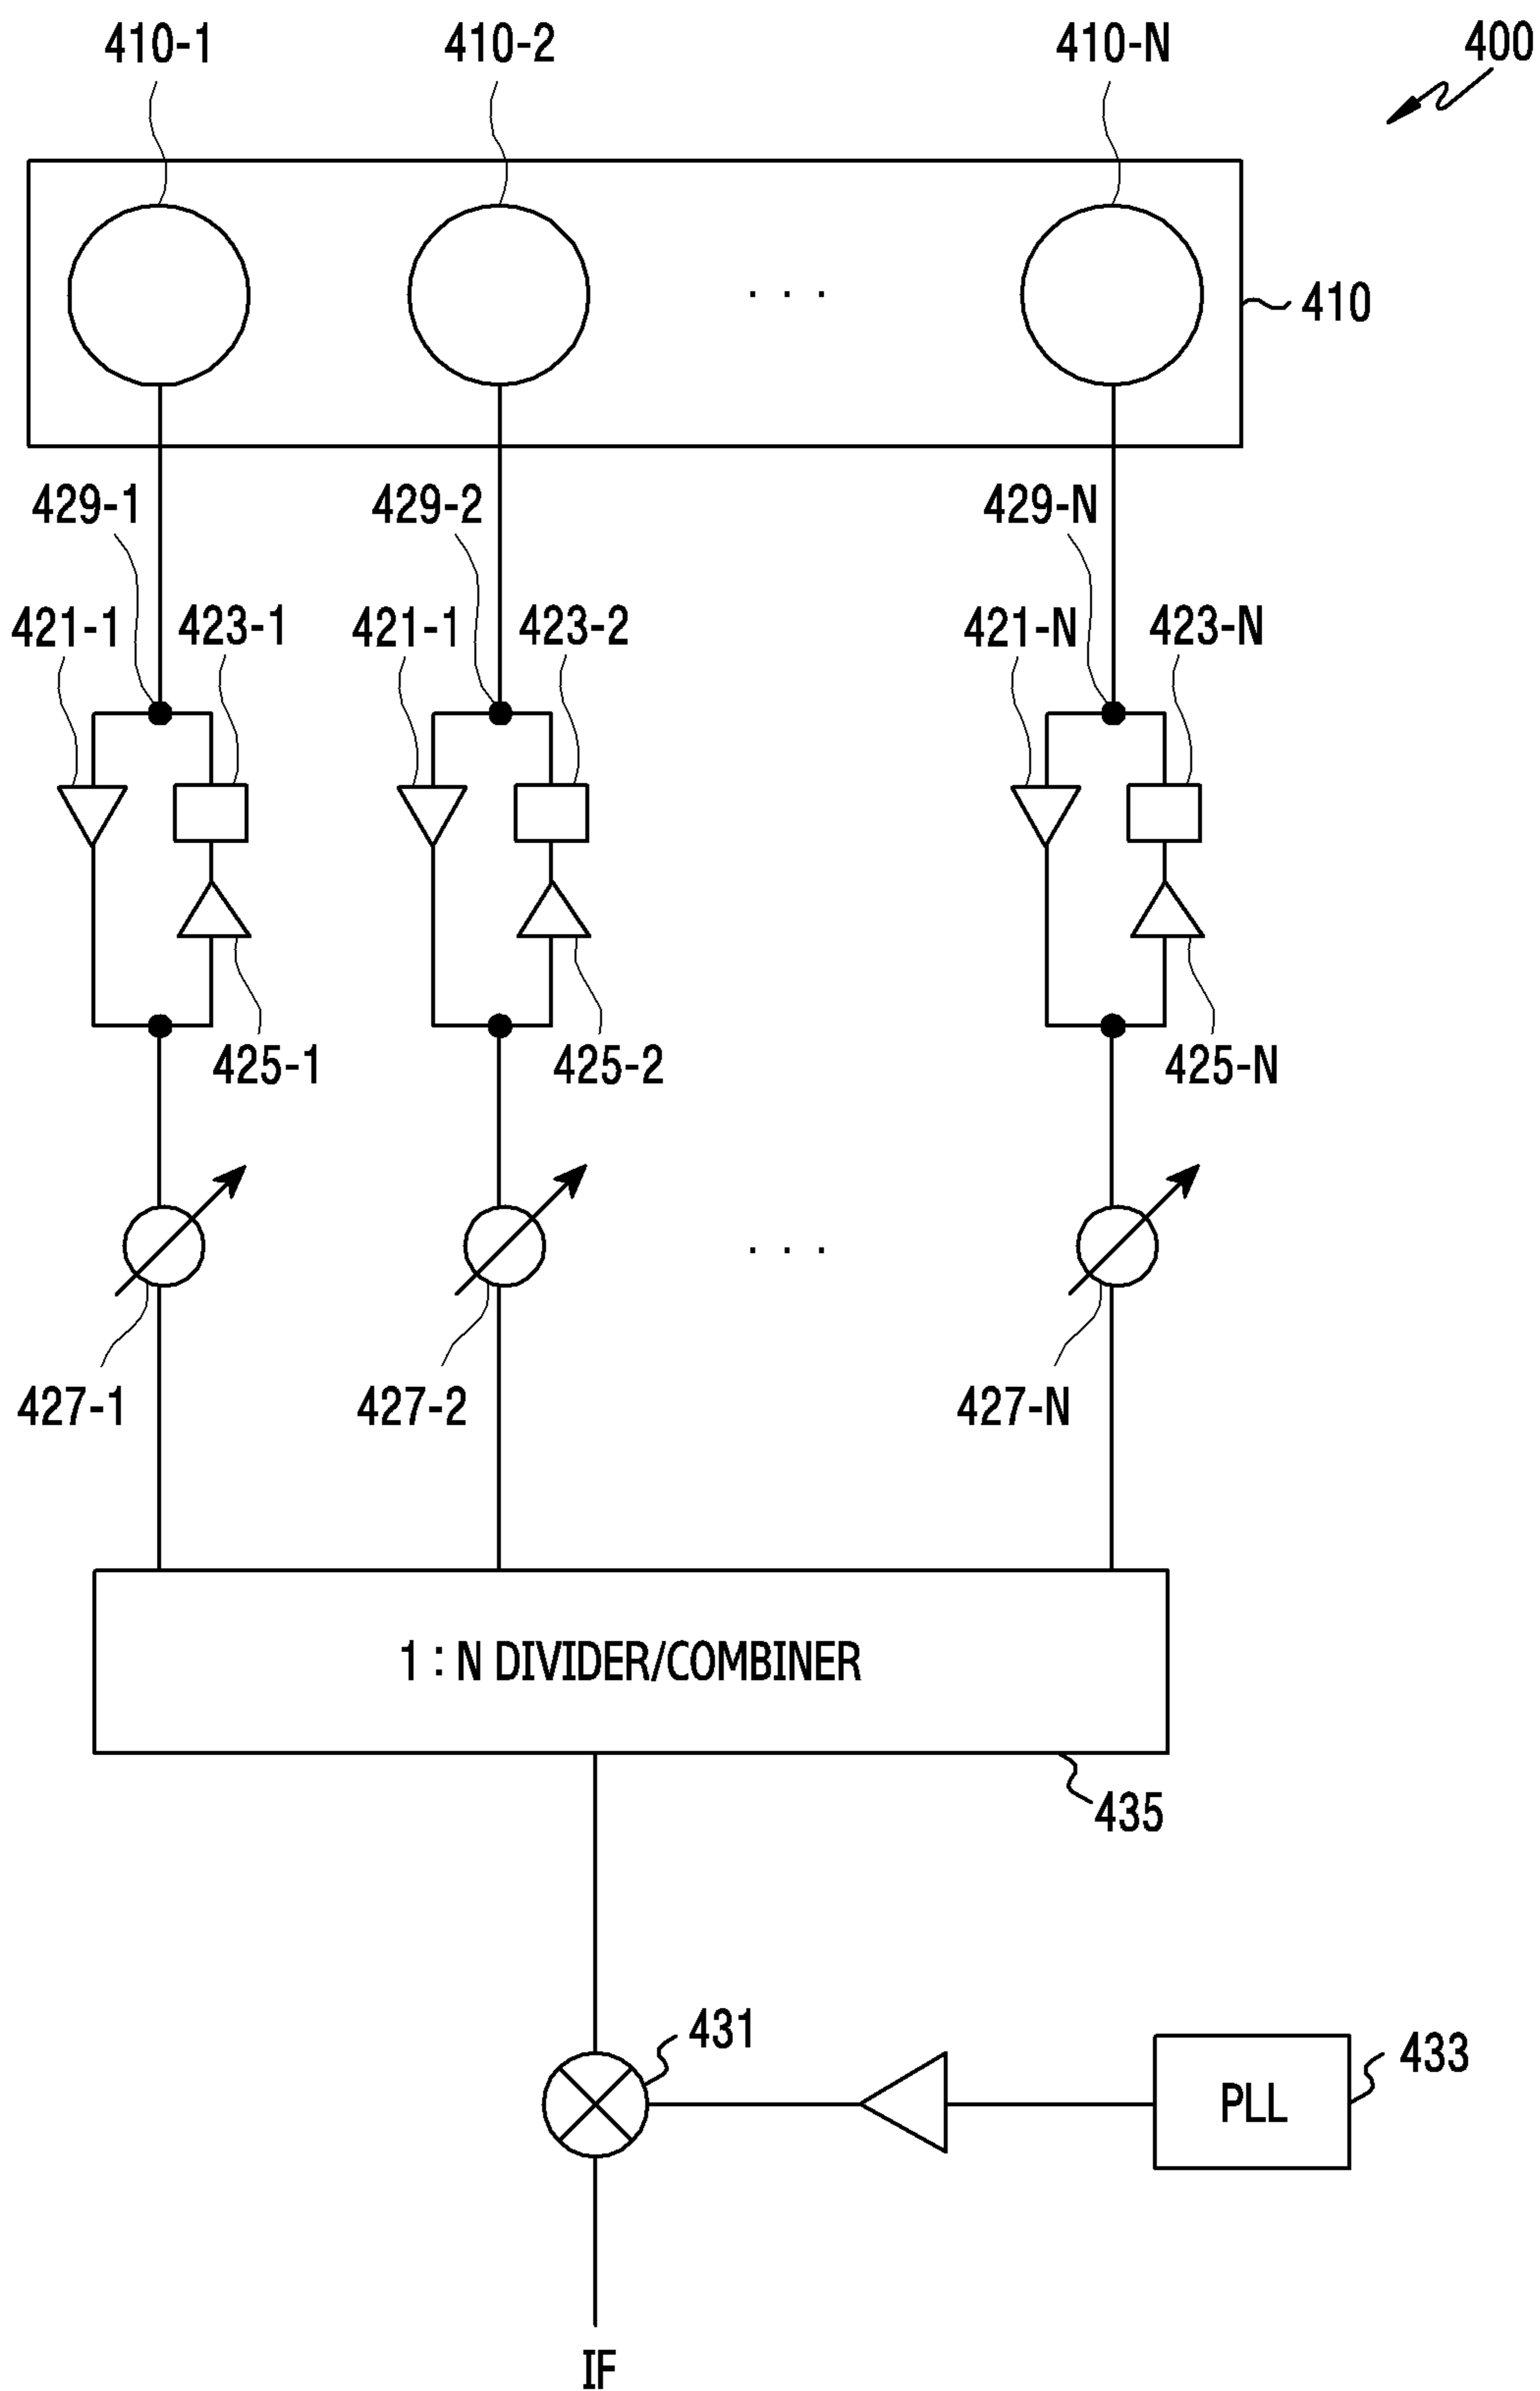 410-1 410-2 410-N 400
410
429-1 429-2 429-N
421-1 423-1 421-1 423-2 421-N 423-N
425-1 425-2 425-N
. . .
427-1 427-2 427-N
1 : N DIVIDER/COMBINER
435
431
433
PLL
IF